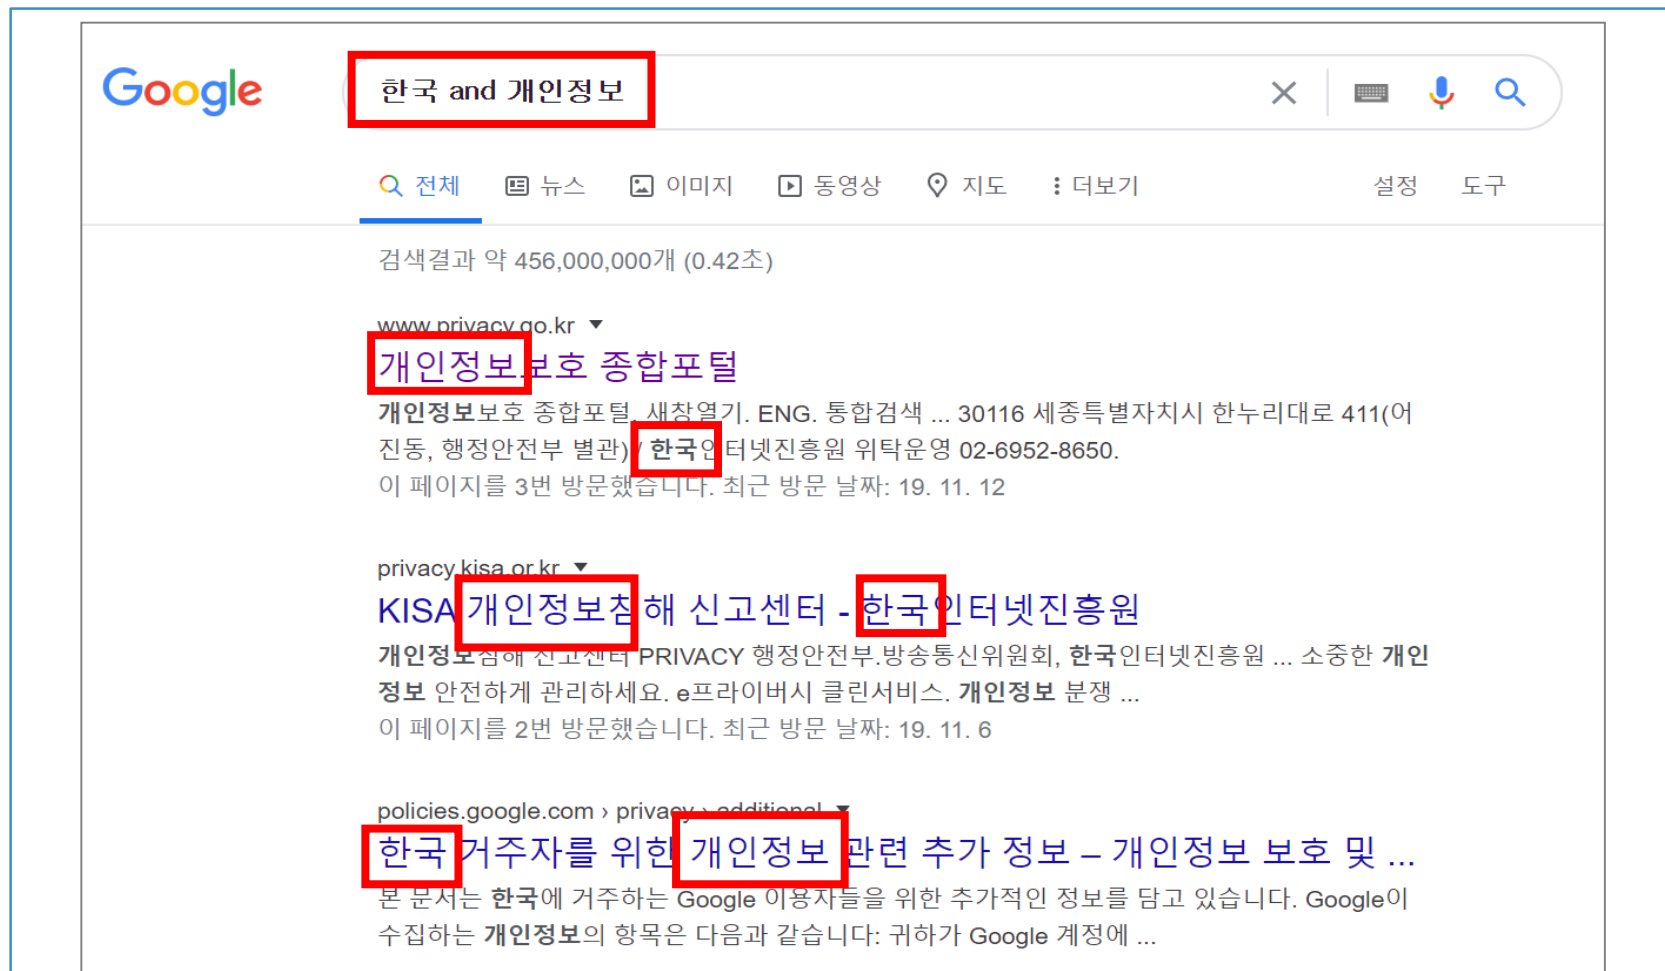 Google 한국 and 개인정보
전체 뉴스 이미지 동영상 지도 더보기 설정 도구
검색결과 약 456,000,000개 (0.42초)
www.privacy.go.kr
개인정보보호 종합포털
개인정보보호 종합포털, 새창열기. ENG. 통합검색 ... 30116 세종특별자치시 한누리대로 411(어
진동, 행정안전부 별관) / 한국인터넷진흥원 위탁운영 02-6952-8650.
이 페이지를 3번 방문했습니다. 최근 방문 날짜: 19. 11. 12
privacy.kisa.or.kr
KISA 개인정보침해 신고센터 - 한국인터넷진흥원
개인정보침해 신고센터 PRIVACY 행정안전부.방송통신위원회, 한국인터넷진흥원 ... 소중한 개인
정보 안전하게 관리하세요. e프라이버시 클린서비스. 개인정보 분쟁 ...
이 페이지를 2번 방문했습니다. 최근 방문 날짜: 19. 11. 6
policies.google.com › privacy › additional
한국 거주자를 위한 개인정보 관련 추가 정보 – 개인정보 보호 및 ...
본 문서는 한국에 거주하는 Google 이용자들을 위한 추가적인 정보를 담고 있습니다. Google이
수집하는 개인정보의 항목은 다음과 같습니다: 귀하가 Google 계정에 ...